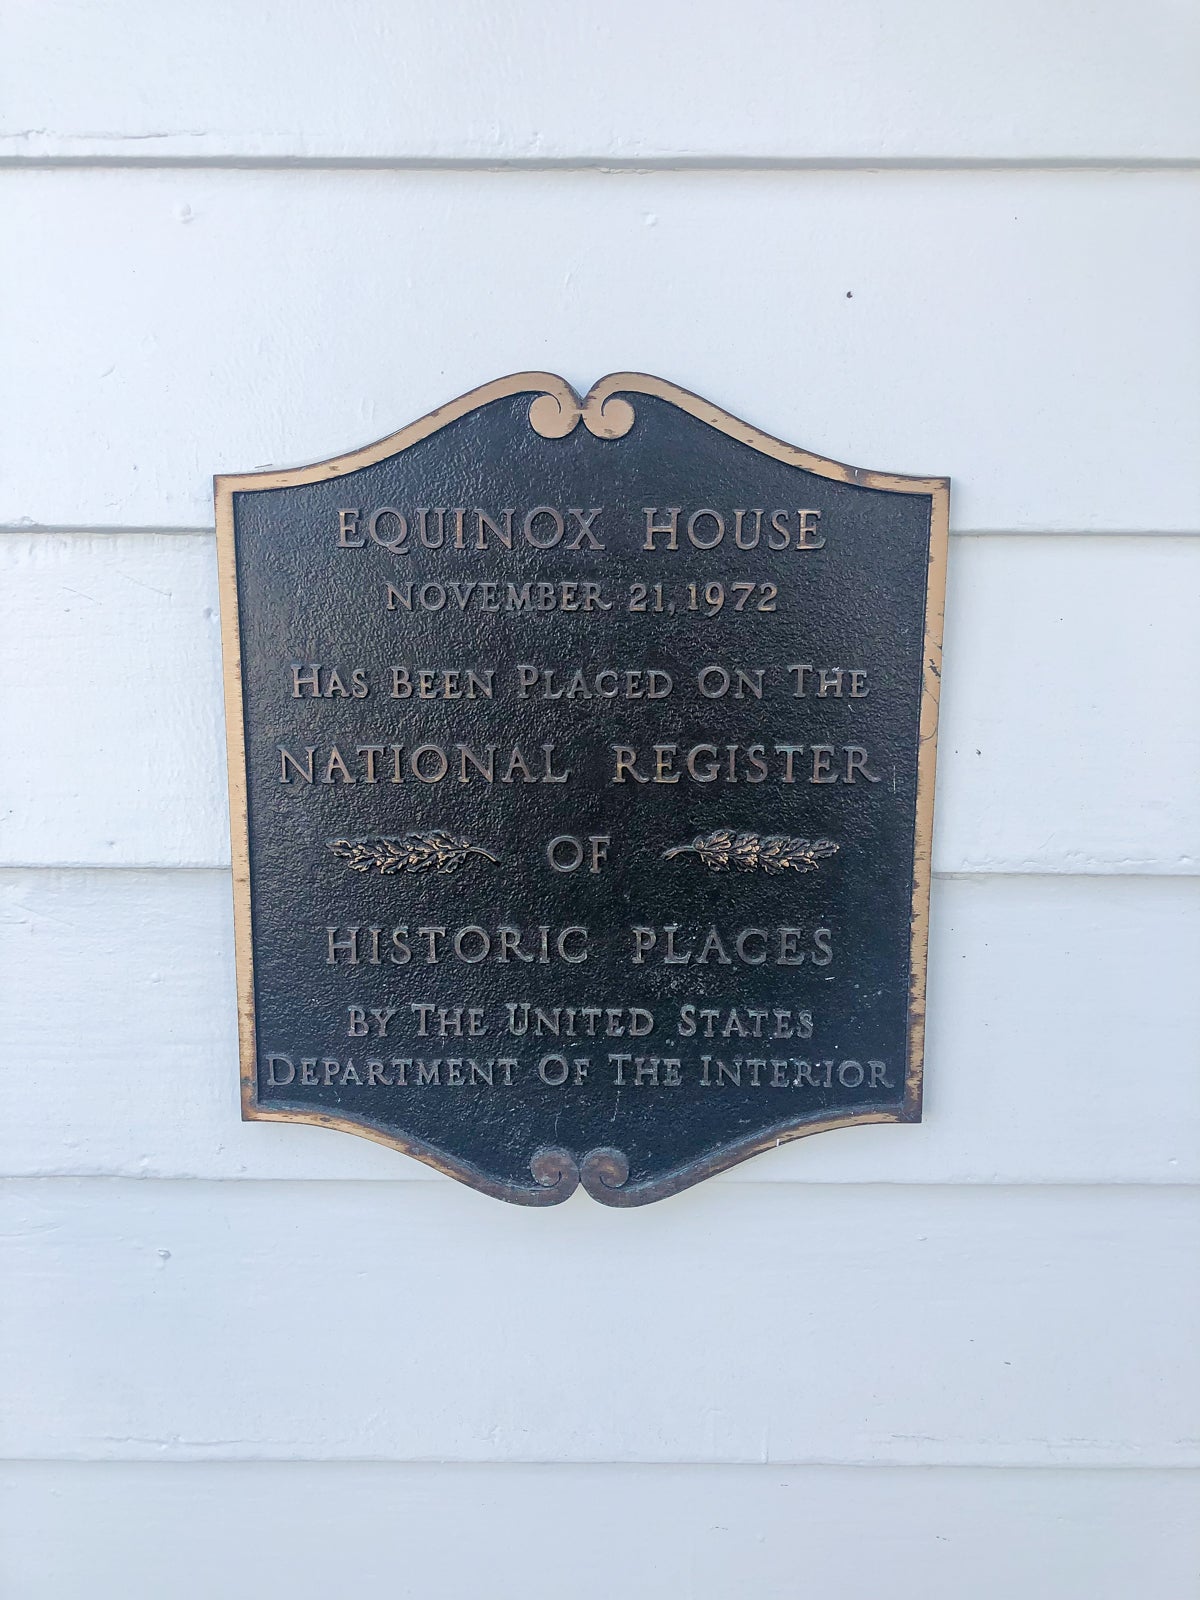 EQUINOX HOUSE
NOVEMBER 21, 1972
HAS BEEN PLACED ON THE
NATIONAL REGISTER
OF
HISTORIC PLACES
BY THE UNITED STATES
DEPARTMENT OF THE INTERIOR